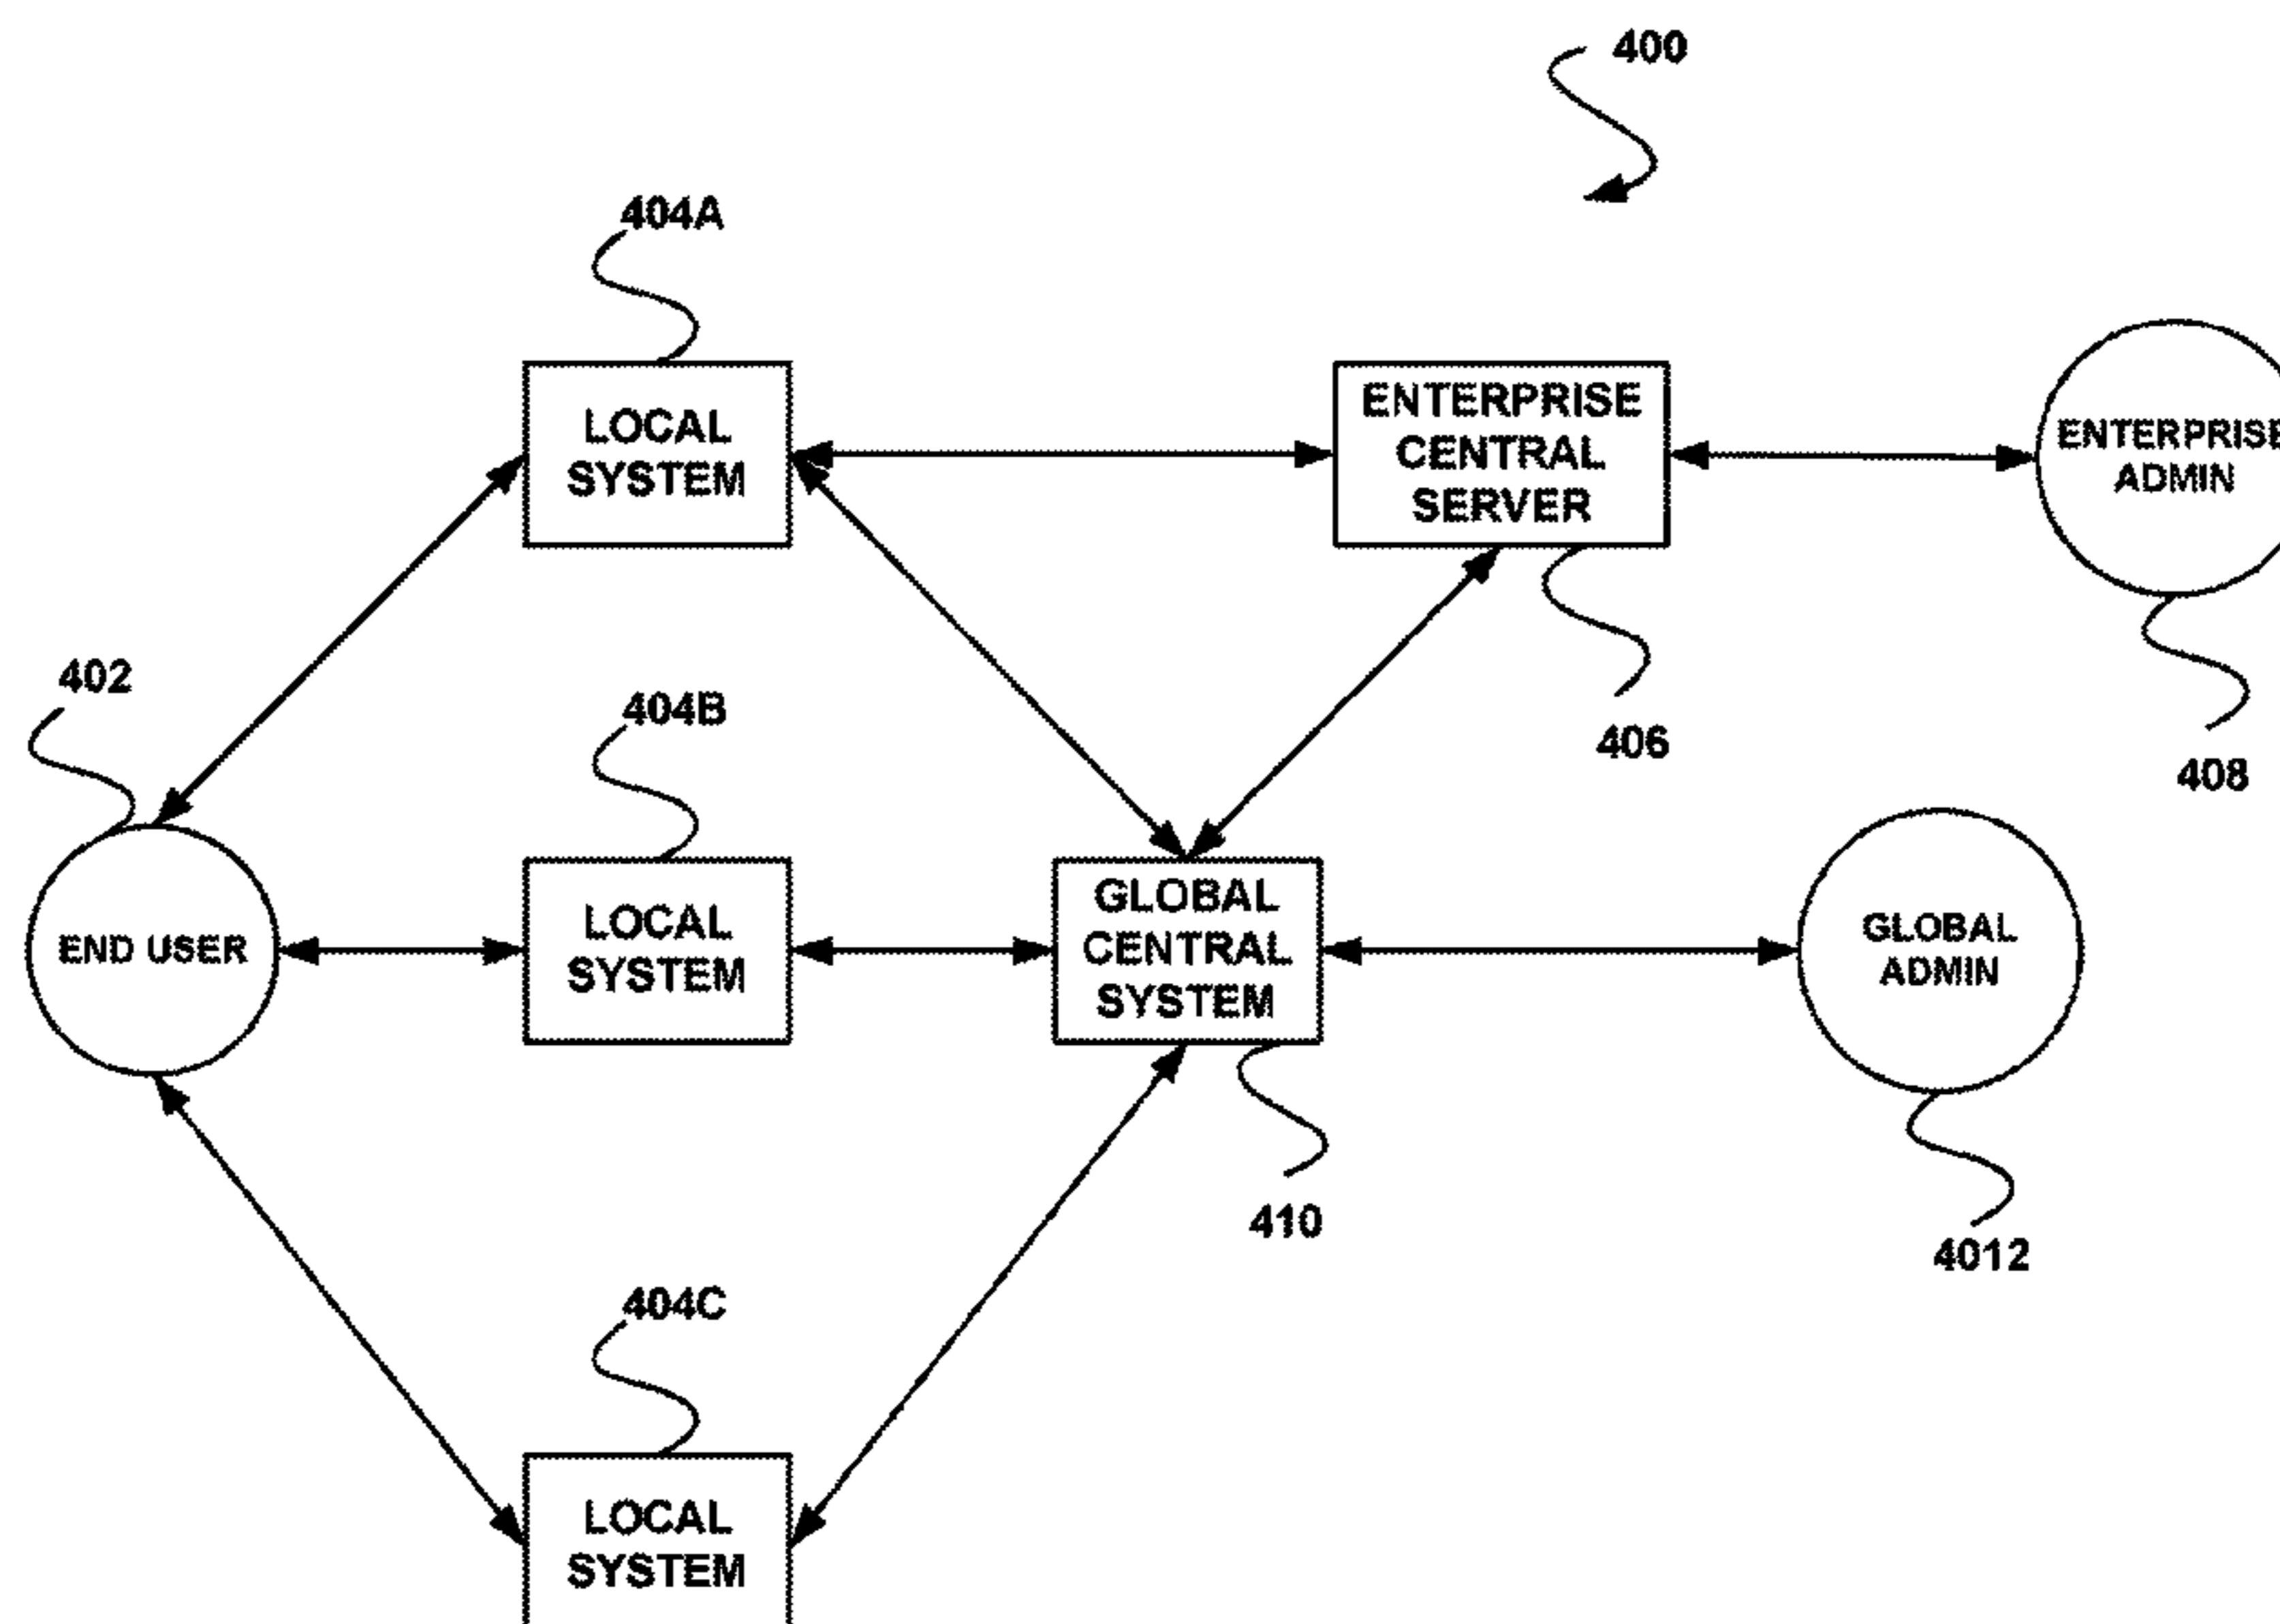 400
404A
LOCAL
SYSTEM
ENTERPRISE
CENTRAL
SERVER
ENTERPRISE
ADMIN
402
404B
406
408
END USER
LOCAL
SYSTEM
GLOBAL
CENTRAL
SYSTEM
GLOBAL
ADMIN
410
4012
404C
LOCAL
SYSTEM